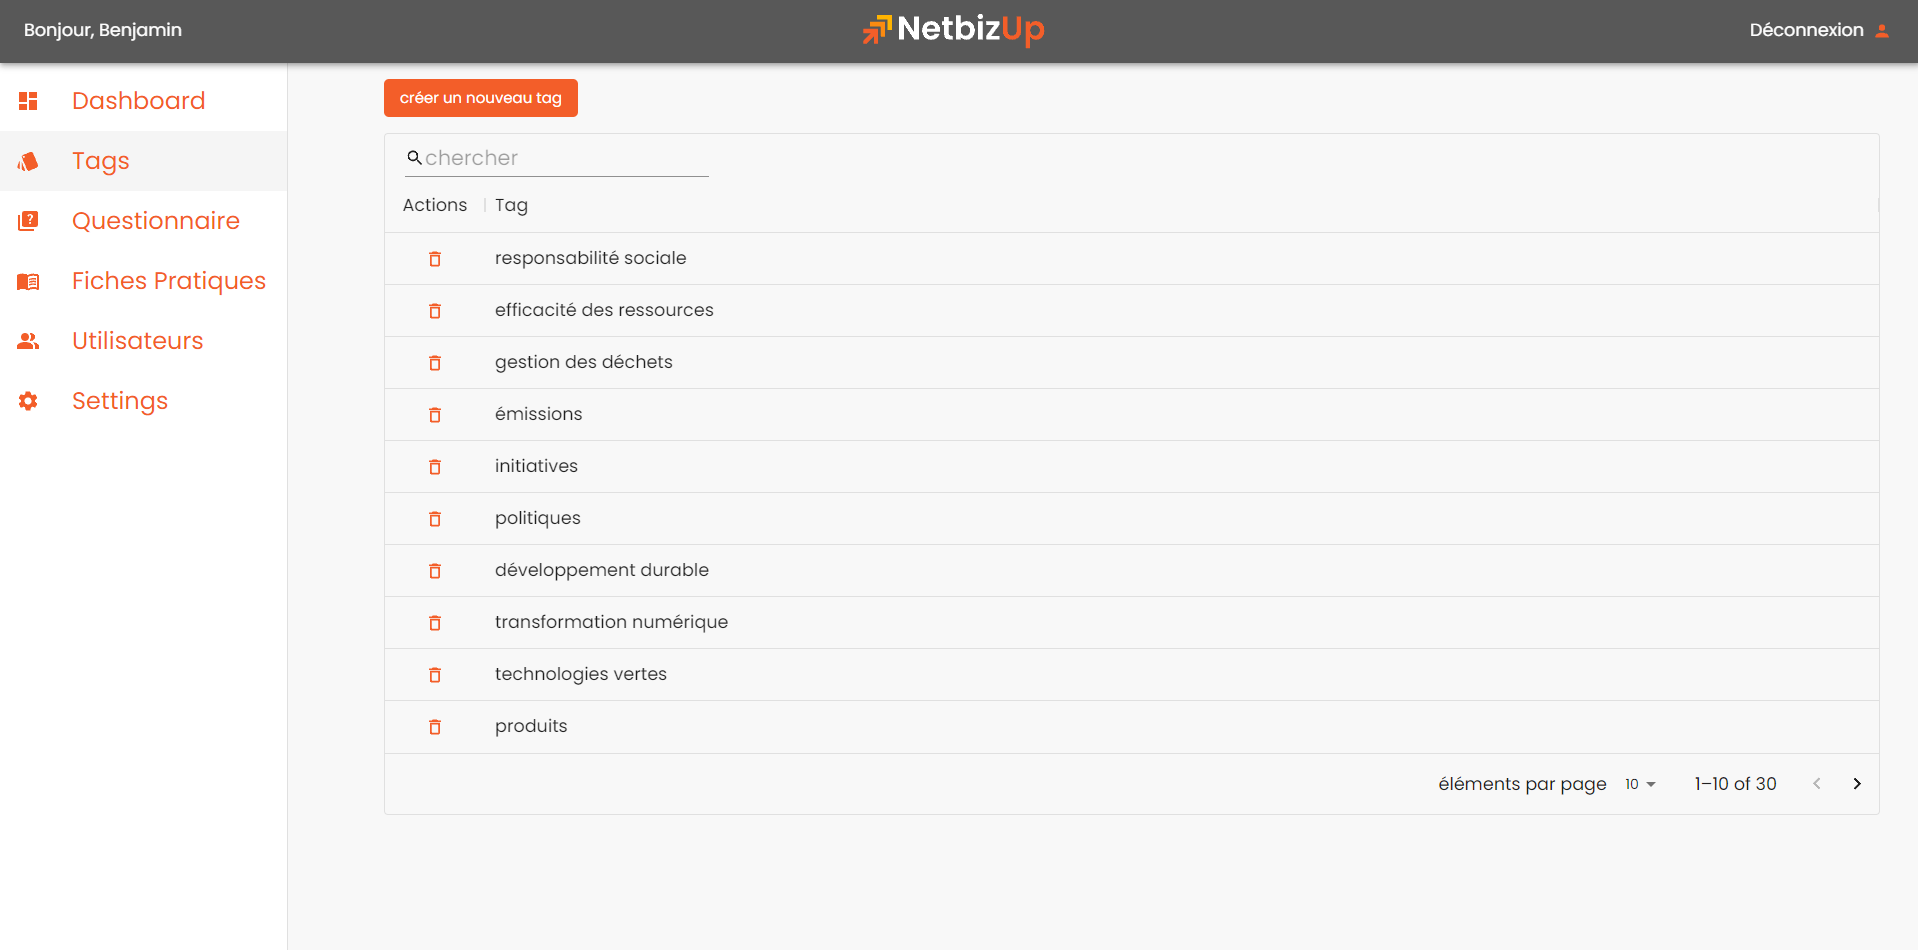 Bonjour, Benjamin
NetbizUp
Déconnexion
Dashboard
Tags
Questionnaire
Fiches Pratiques
Utilisateurs
Settings
créer un nouveau tag
chercher
Actions Tag
responsabilité sociale
efficacité des ressources
gestion des déchets
émissions
initiatives
politiques
développement durable
transformation numérique
technologies vertes
produits
éléments par page 10 1–10 of 30